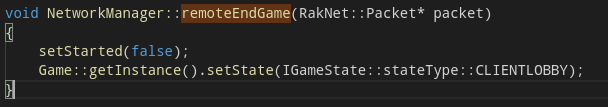 void NetworkManager::remoteEndGame(RakNet::Packet* packet)
{
    setStarted(false);
    Game::getInstance().setState(IGameState::stateType::CLIENTLOBBY);
}